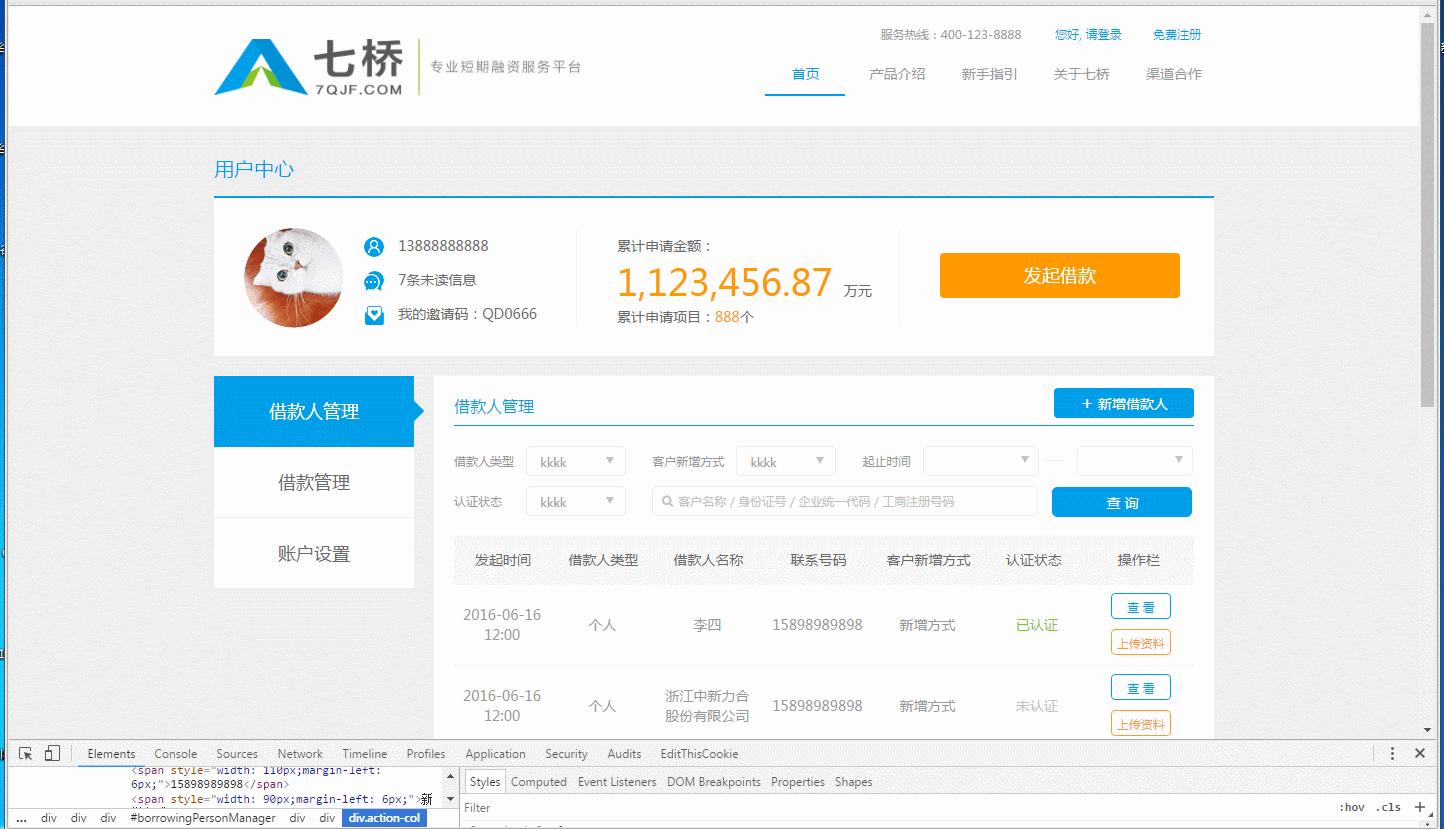 服务热线：400-123-8888 您好, 请登录 免费注册
七桥
7QJF.COM
专业短期融资服务平台
首页 产品介绍 新手指引 关于七桥 渠道合作
用户中心
13888888888
7条未读信息
我的邀请码：QD0666
累计申请金额：
1,123,456.87 万元
累计申请项目：888个
发起借款
借款人管理
借款管理
账户设置
借款人管理
+ 新增借款人
借款人类型 kkkk 客户新增方式 kkkk 起止时间
认证状态 kkkk 客户名称 / 身份证号 / 企业统一代码 / 工商注册号码 查 询
发起时间 借款人类型 借款人名称 联系号码 客户新增方式 认证状态 操作栏
2016-06-16
12:00
个人 李四 15898989898 新增方式 已认证
查 看
上传资料
2016-06-16
12:00
个人
浙江中新力合
股份有限公司
15898989898 新增方式 未认证
查 看
上传资料
Elements Console Sources Network Timeline Profiles Application Security Audits EditThisCookie
<span style="width: 110px;margin-left:
6px;">15898989898</span>
<span style="width: 90px;margin-left: 6px;">新
... div div div #borrowingPersonManager div div div.action-col
Styles Computed Event Listeners DOM Breakpoints Properties Shapes
Filter :hov .cls +